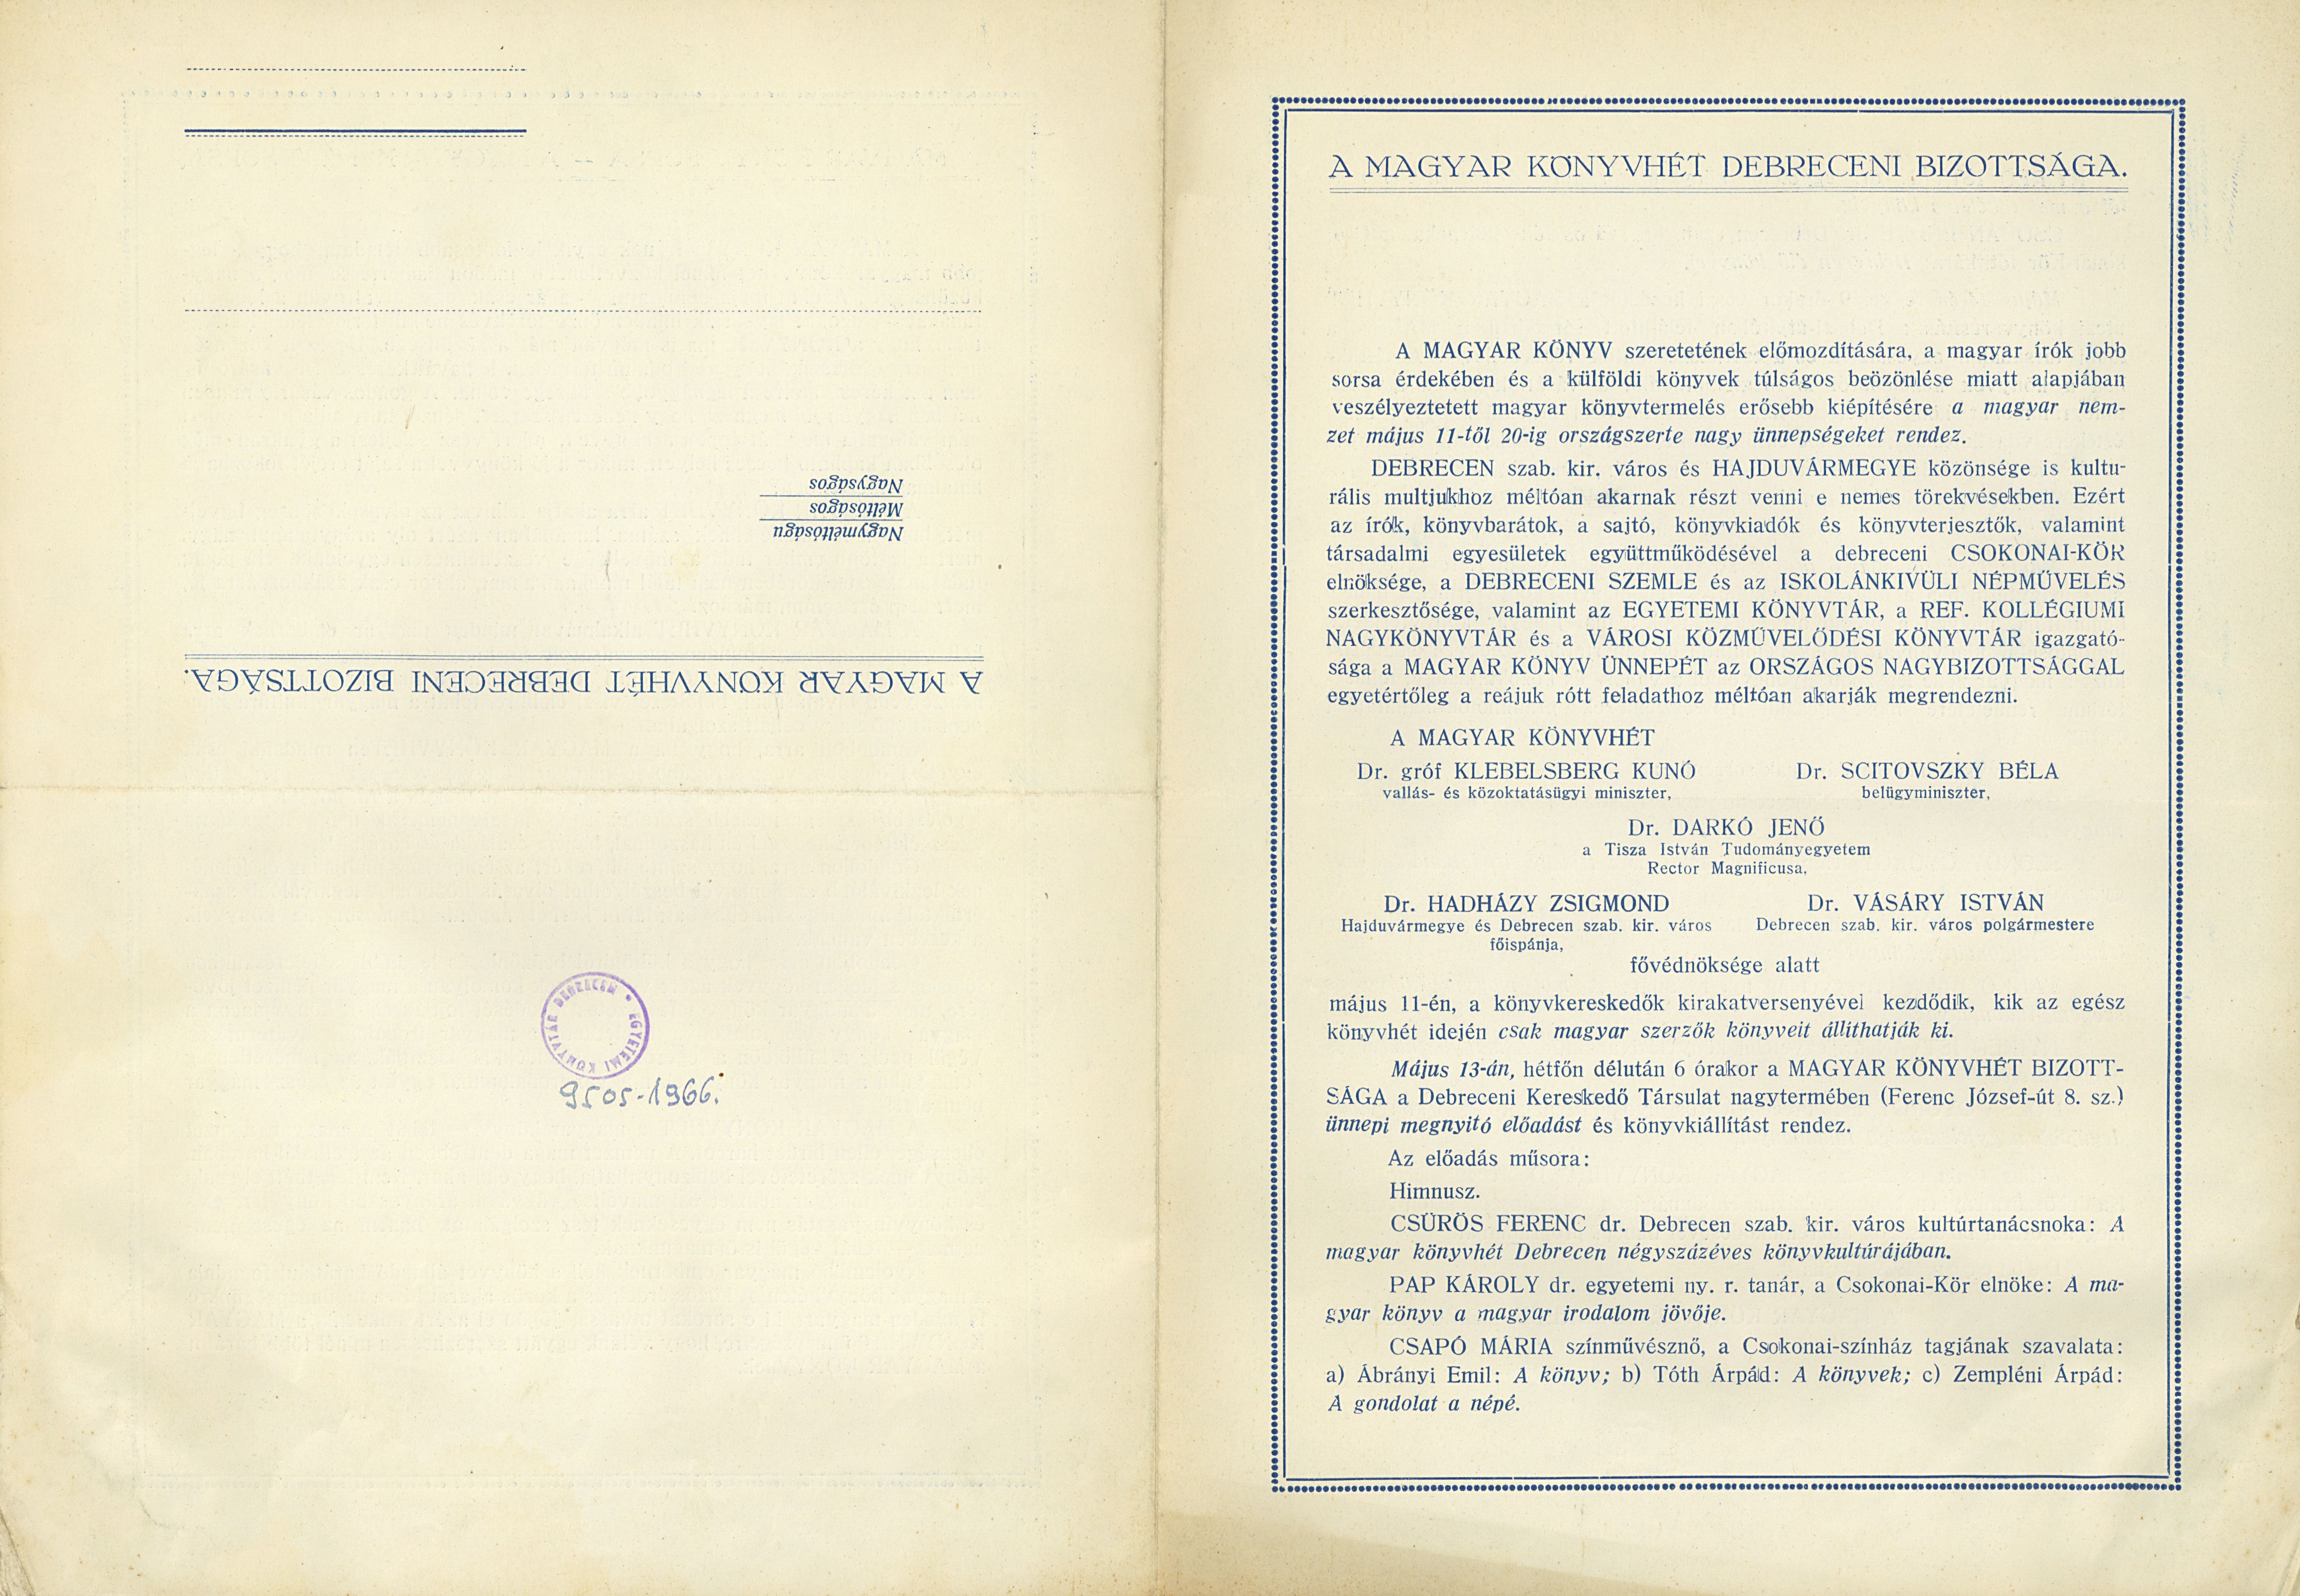 A MAGYAR KÖNYVHÉT DEBRECENI BIZOTTSÁGA.
Nagyméltóságu
Méltóságos
Nagyságos
DEBRECEN * EGYETEMI KÖNYVTÁR
9505-1966.
A MAGYAR KÖNYVHÉT DEBRECENI BIZOTTSÁGA.
A MAGYAR KÖNYV szeretetének előmozdítására, a magyar írók jobb
sorsa érdekében és a külföldi könyvek túlságos beözönlése miatt alapjában
veszélyeztetett magyar könyvtermelés erősebb kiépítésére a magyar nem-
zet május 11-től 20-ig országszerte nagy ünnepségeket rendez.
DEBRECEN szab. kir. város és HAJDUVÁRMEGYE közönsége is kultu-
rális multjukhoz méltóan akarnak részt venni e nemes törekvésekben. Ezért
az írók, könyvbarátok, a sajtó, könyvkiadók és könyvterjesztők, valamint
társadalmi egyesületek együttműködésével a debreceni CSOKONAI-KÖR
elnöksége, a DEBRECENI SZEMLE és az ISKOLÁNKIVÜLI NÉPMŰVELÉS
szerkesztősége, valamint az EGYETEMI KÖNYVTÁR, a REF. KOLLÉGIUMI
NAGYKÖNYVTÁR és a VÁROSI KÖZMŰVELŐDÉSI KÖNYVTÁR igazgató-
sága a MAGYAR KÖNYV ÜNNEPÉT az ORSZÁGOS NAGYBIZOTTSÁGGAL
egyetértőleg a reájuk rótt feladathoz méltóan akarják megrendezni.
A MAGYAR KÖNYVHÉT
Dr. gróf KLEBELSBERG KUNÓ Dr. SCITOVSZKY BÉLA
vallás- és közoktatásügyi miniszter, belügyminiszter,
Dr. DARKÓ JENŐ
a Tisza István Tudományegyetem
Rector Magnificusa,
Dr. HADHÁZY ZSIGMOND Dr. VÁSÁRY ISTVÁN
Hajduvármegye és Debrecen szab. kir. város Debrecen szab. kir. város polgármestere
főispánja,
fővédnöksége alatt
május 11-én, a könyvkereskedők kirakatversenyével kezdődik, kik az egész
könyvhét idején csak magyar szerzők könyveit állithatják ki.
Május 13-án, hétfőn délután 6 órakor a MAGYAR KÖNYVHÉT BIZOTT-
SÁGA a Debreceni Kereskedő Társulat nagytermében (Ferenc József-út 8. sz.)
ünnepi megnyitó előadást és könyvkiállítást rendez.
Az előadás műsora:
Himnusz.
CSŰRÖS FERENC dr. Debrecen szab. kir. város kultúrtanácsnoka: A
magyar könyvhét Debrecen négyszázéves könyvkultúrájában.
PAP KÁROLY dr. egyetemi ny. r. tanár, a Csokonai-Kör elnöke: A ma-
gyar könyv a magyar irodalom jövője.
CSAPÓ MÁRIA színművésznő, a Csokonai-színház tagjának szavalata:
a) Ábrányi Emil: A könyv; b) Tóth Árpád: A könyvek; c) Zempléni Árpád:
A gondolat a népé.